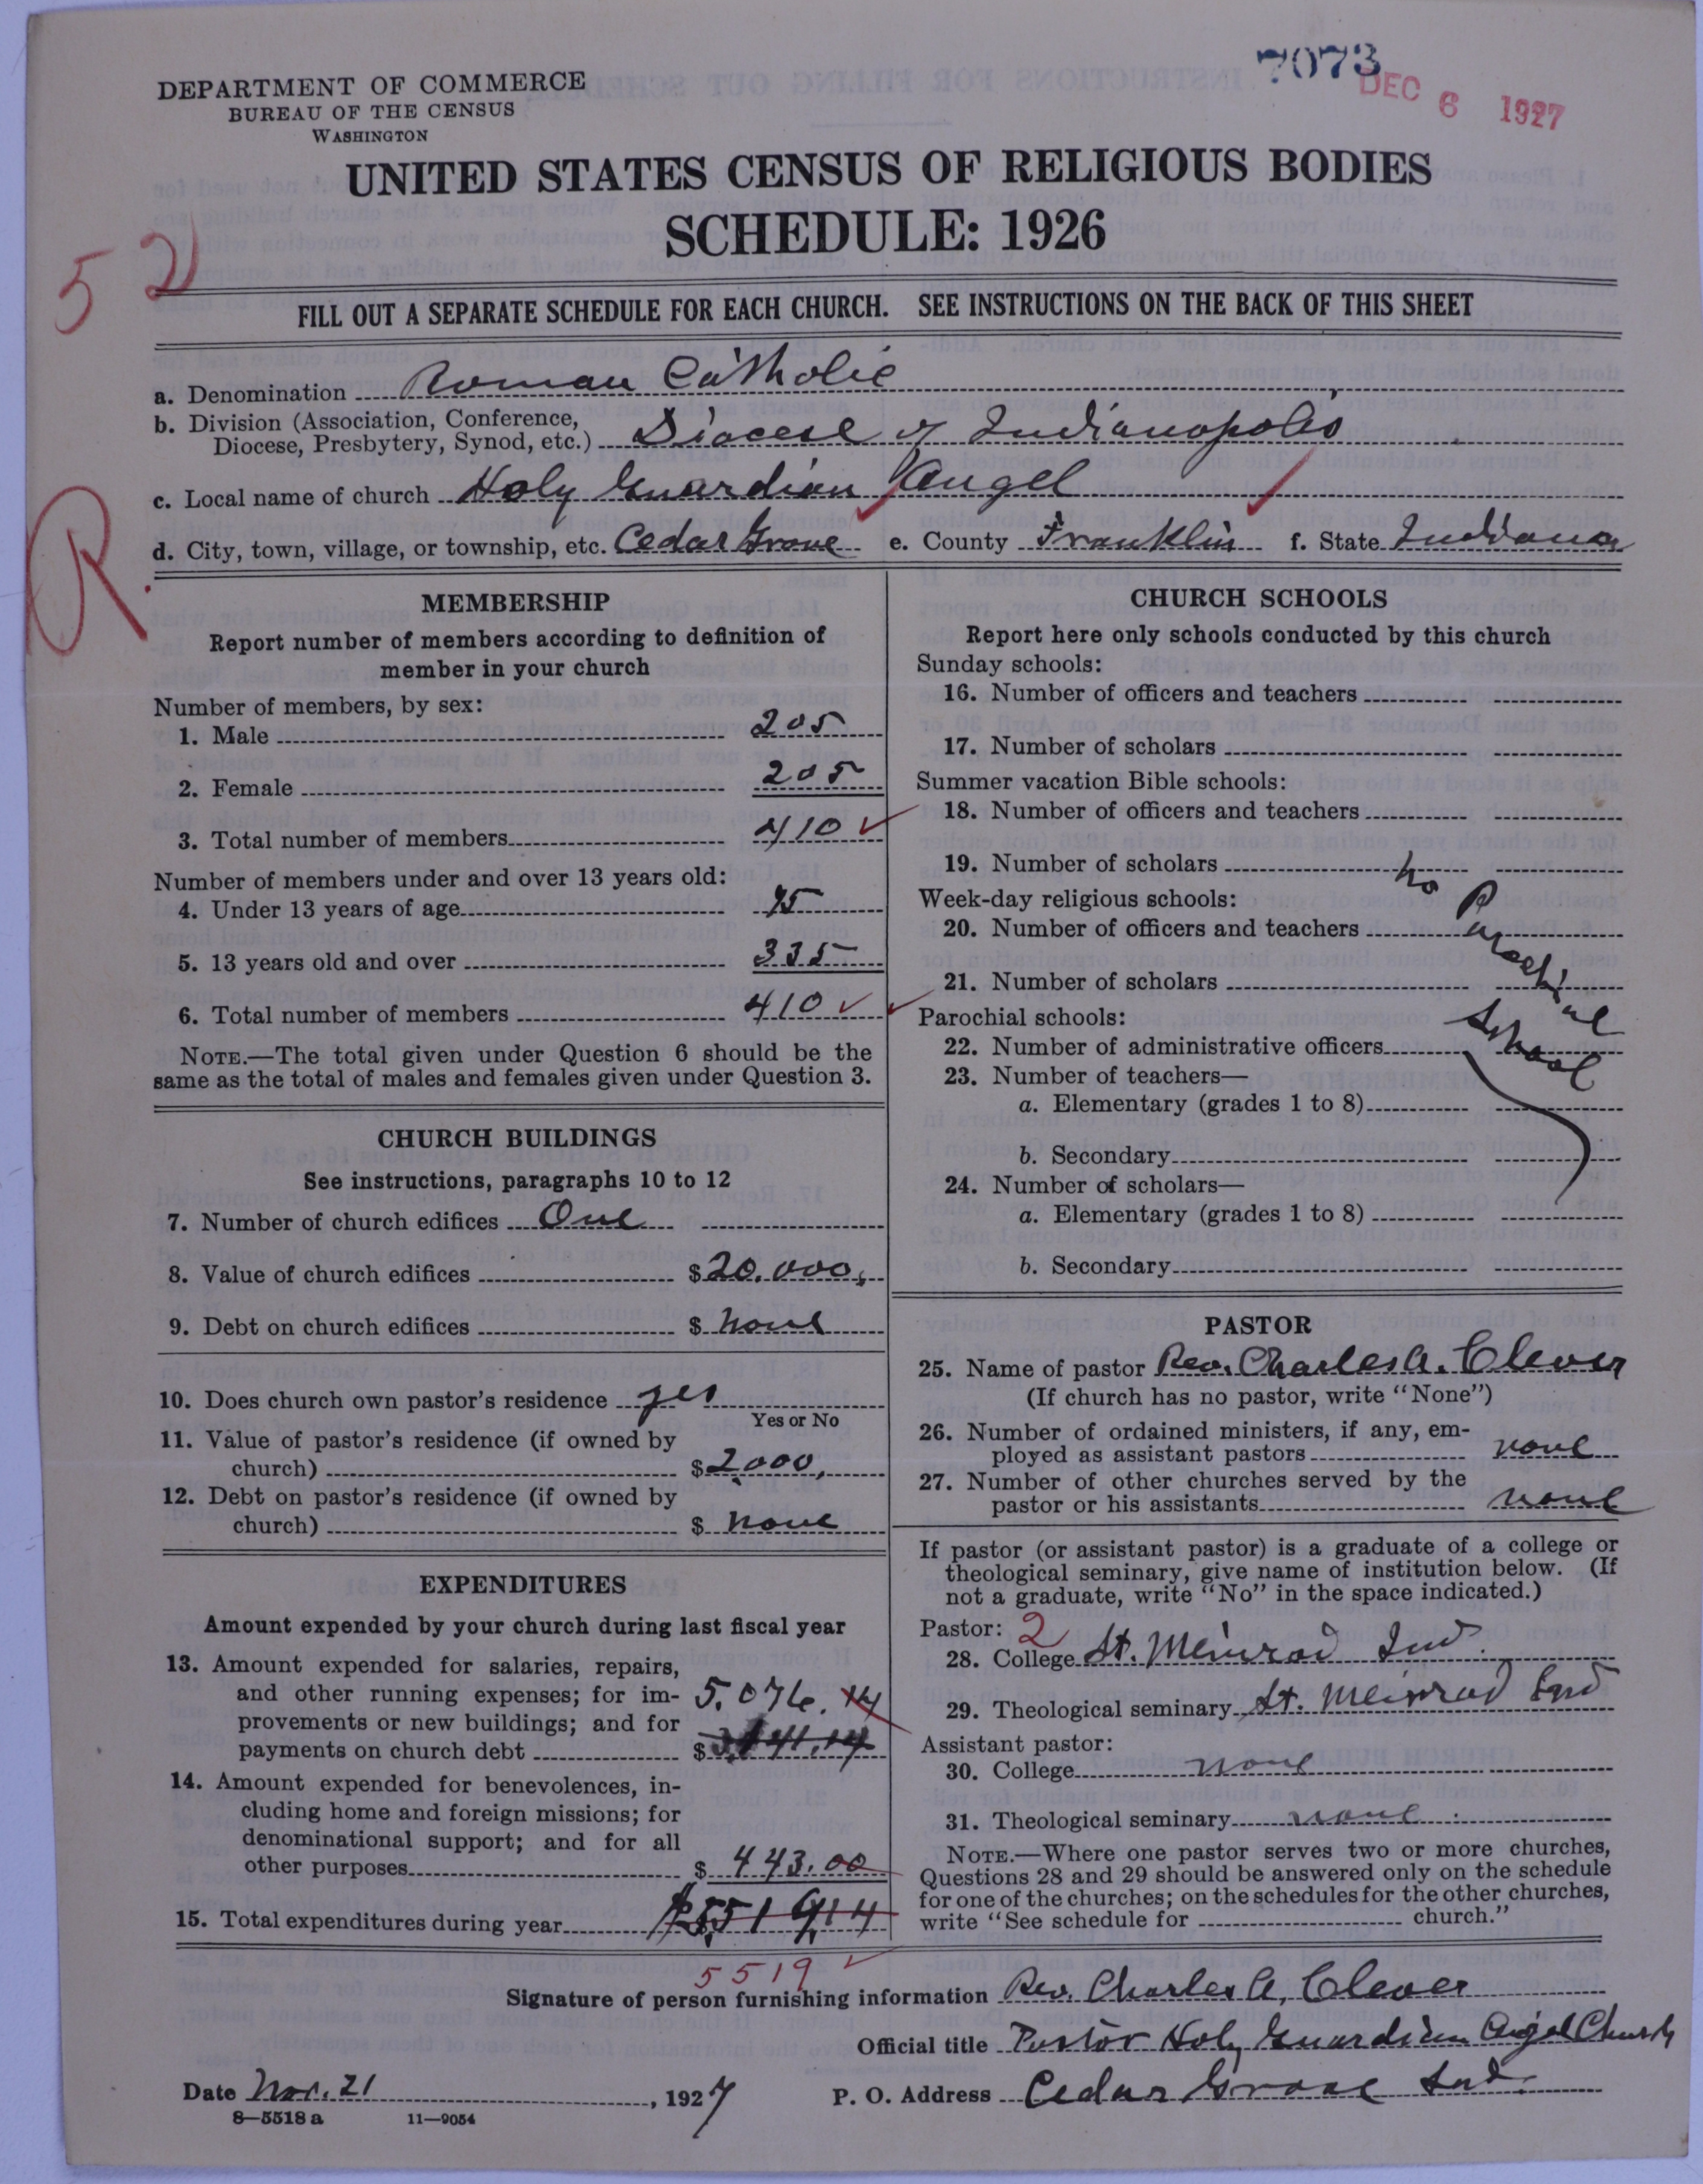 7073
DEC 6 1927
DEPARTMENT OF COMMERCE
BUREAU OF THE CENSUS
WASHINGTON
UNITED STATES CENSUS OF RELIGIOUS BODIES
SCHEDULE: 1926
52
FILL OUT A SEPARATE SCHEDULE FOR EACH CHURCH. SEE INSTRUCTIONS ON THE BACK OF THIS SHEET
a. Denomination Roman Catholic
b. Division (Association, Conference,
Diocese, Presbytery, Synod, etc.) Diocese of Indianapolis
c. Local name of church Holy Guardian Angel
d. City, town, village, or township, etc. Cedar Grove e. County Franklin f. State Indiana
R.
MEMBERSHIP
Report number of members according to definition of
member in your church
Number of members, by sex:
1. Male 205
2. Female 205
3. Total number of members 410
Number of members under and over 13 years old:
4. Under 13 years of age 75
5. 13 years old and over 335
6. Total number of members 410
NOTE.—The total given under Question 6 should be the
same as the total of males and females given under Question 3.
CHURCH BUILDINGS
See instructions, paragraphs 10 to 12
7. Number of church edifices One
8. Value of church edifices $20.000.
9. Debt on church edifices $ None
10. Does church own pastor's residence yes
Yes or No
11. Value of pastor's residence (if owned by
church) $2000.
12. Debt on pastor's residence (if owned by
church) $ None
EXPENDITURES
Amount expended by your church during last fiscal year
13. Amount expended for salaries, repairs,
and other running expenses; for im- 5.076.14
provements or new buildings; and for
payments on church debt $
14. Amount expended for benevolences, in-
cluding home and foreign missions; for
denominational support; and for all
other purposes $ 443.00
15. Total expenditures during year $5519.14
5519
CHURCH SCHOOLS
Report here only schools conducted by this church
Sunday schools:
16. Number of officers and teachers
17. Number of scholars
Summer vacation Bible schools:
18. Number of officers and teachers
19. Number of scholars
Week-day religious schools:
20. Number of officers and teachers
21. Number of scholars
Parochial schools:
22. Number of administrative officers
23. Number of teachers—
a. Elementary (grades 1 to 8)
b. Secondary
24. Number of scholars—
a. Elementary (grades 1 to 8)
b. Secondary
No Parochial School
PASTOR
25. Name of pastor Rev. Charles A. Clever
(If church has no pastor, write "None")
26. Number of ordained ministers, if any, em-
ployed as assistant pastors none
27. Number of other churches served by the
pastor or his assistants none
If pastor (or assistant pastor) is a graduate of a college or
theological seminary, give name of institution below. (If
not a graduate, write "No" in the space indicated.)
Pastor: 2
28. College St. Meinrad Ind.
29. Theological seminary St. Meinrad Ind
Assistant pastor:
30. College none
31. Theological seminary none
NOTE.—Where one pastor serves two or more churches,
Questions 28 and 29 should be answered only on the schedule
for one of the churches; on the schedules for the other churches,
write "See schedule for church."
Signature of person furnishing information Rev. Charles A. Clever
Official title Pastor Holy Guardian Angel Church
Date Nov. 21, 1927 P. O. Address Cedar Grove Ind.
8—5518 a 11—9054